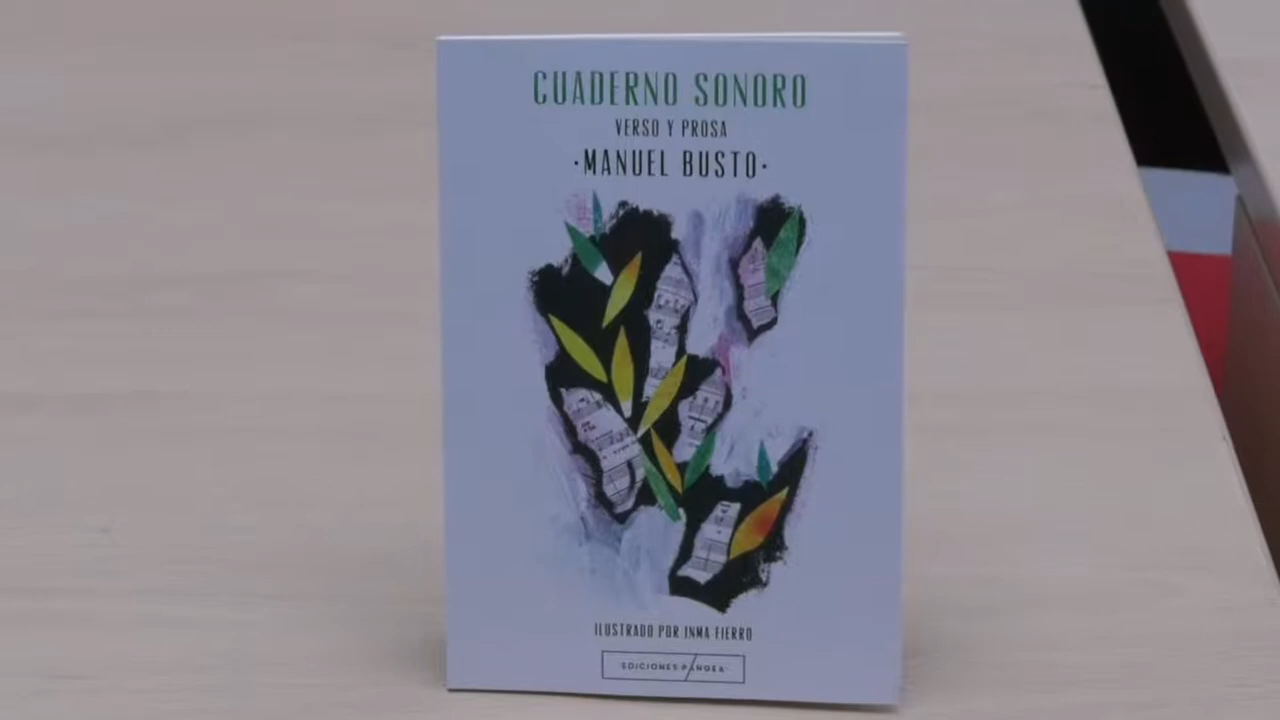 CUADERNO SONORO
VERSO Y PROSA
·MANUEL BUSTO·
ILUSTRADO POR INMA FIERRO
EDICIONES PANGEA